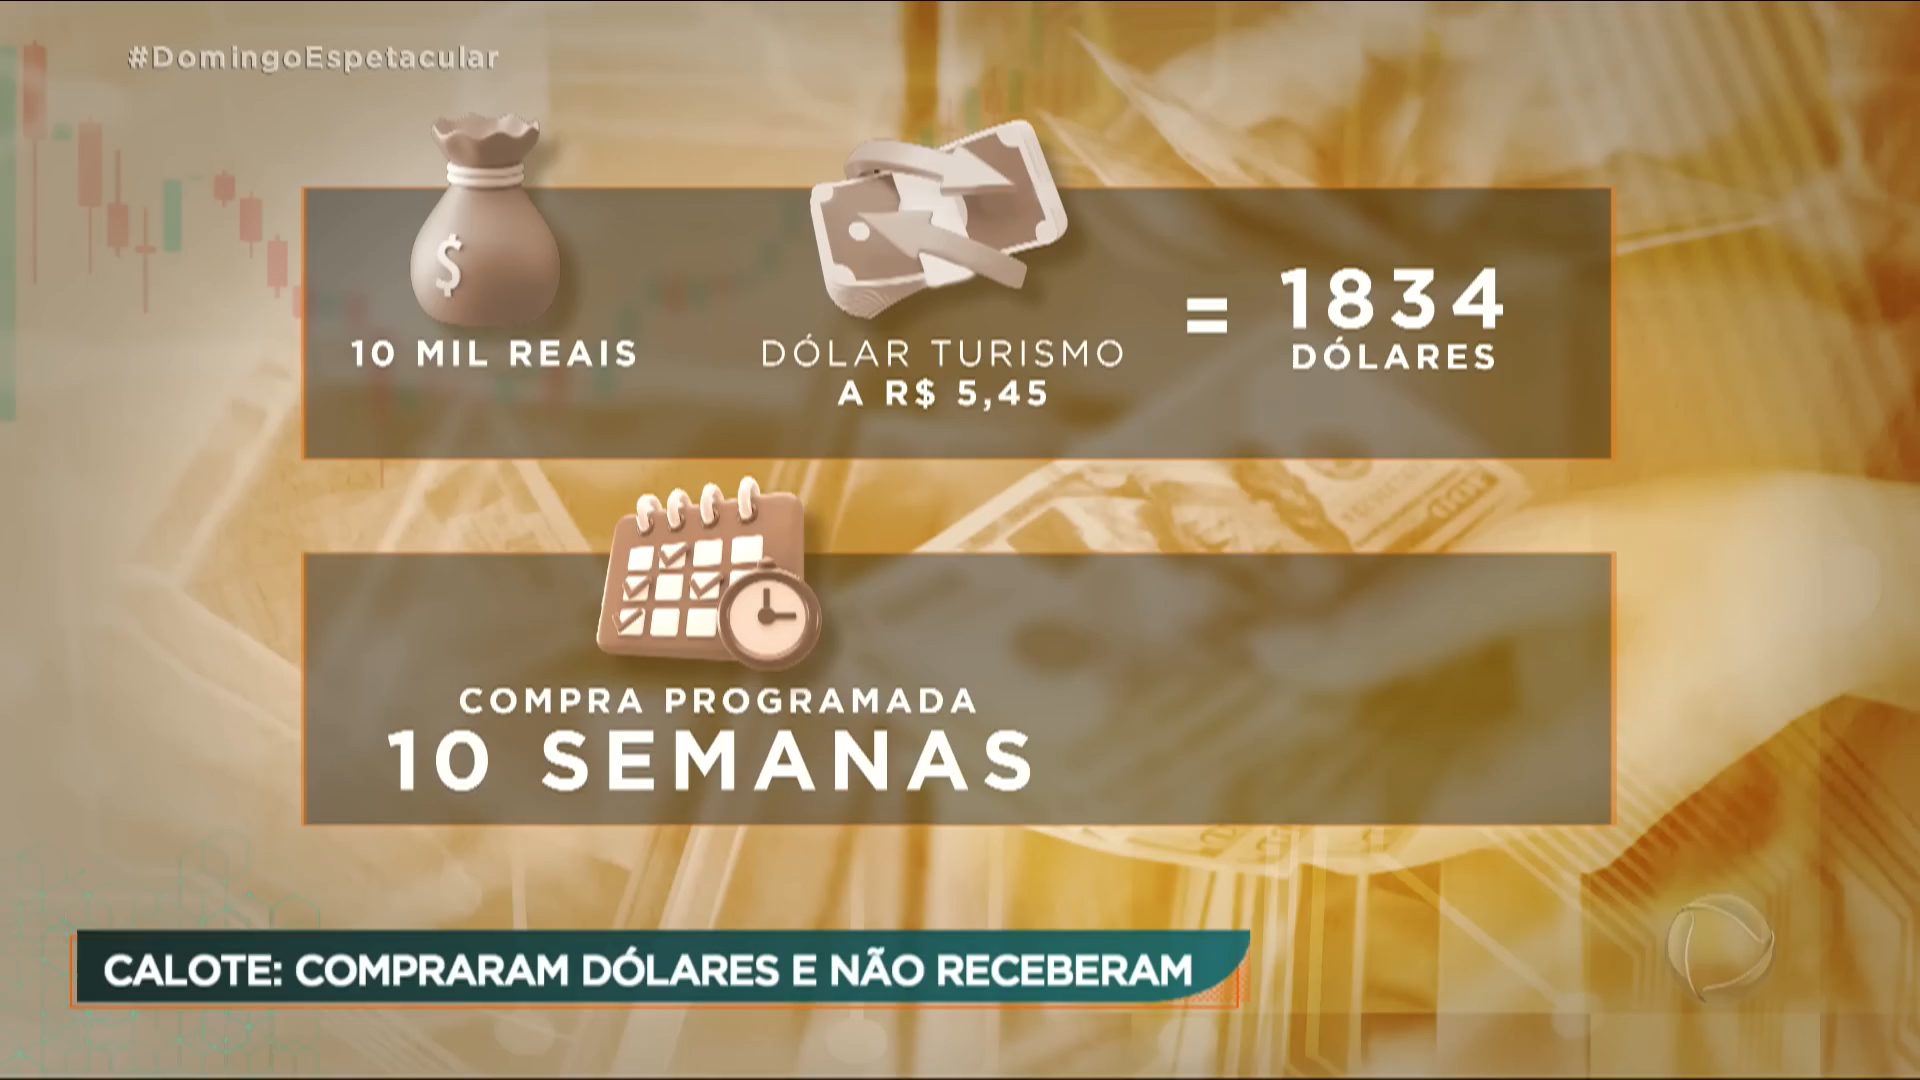 #DomingoEspetacular
$
10 MIL REAIS
DÓLAR TURISMO
A R$ 5,45
=
1834
DÓLARES
COMPRA PROGRAMADA
10 SEMANAS
CALOTE: COMPRARAM DÓLARES E NÃO RECEBERAM